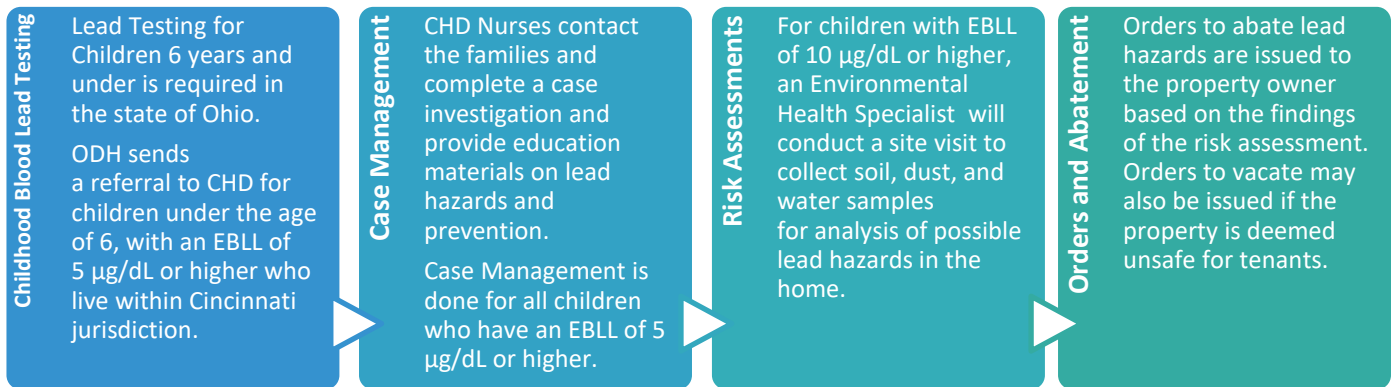 Childhood Blood Lead Testing
Lead Testing for
Children 6 years and
under is required in
the state of Ohio.
ODH sends
a referral to CHD for
children under the age
of 6, with an EBLL of
5 µg/dL or higher who
live within Cincinnati
jurisdiction.
Case Management
CHD Nurses contact
the families and
complete a case
investigation and
provide education
materials on lead
hazards and
prevention.
Case Management is
done for all children
who have an EBLL of 5
µg/dL or higher.
Risk Assessments
For children with EBLL
of 10 µg/dL or higher,
an Environmental
Health Specialist will
conduct a site visit to
collect soil, dust, and
water samples
for analysis of possible
lead hazards in the
home.
Orders and Abatement
Orders to abate lead
hazards are issued to
the property owner
based on the findings
of the risk assessment.
Orders to vacate may
also be issued if the
property is deemed
unsafe for tenants.